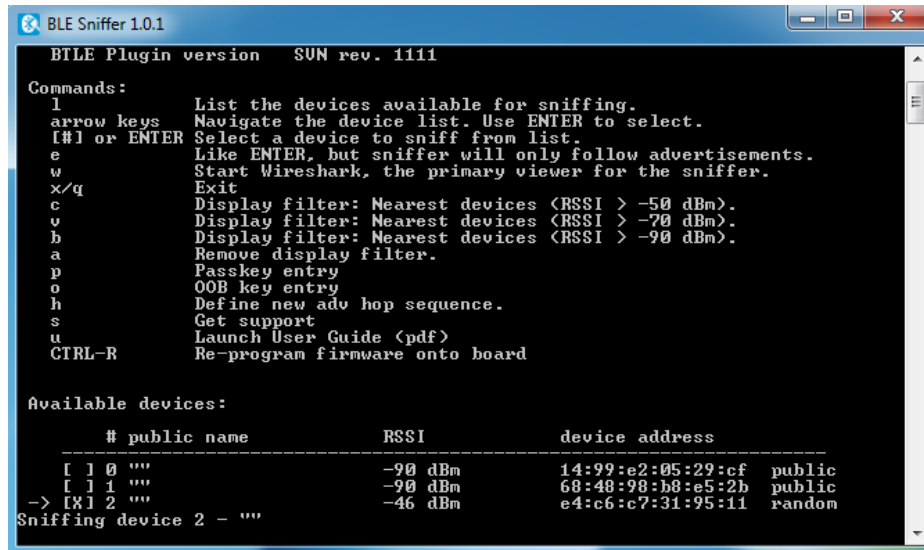 BLE Sniffer 1.0.1
BTLE Plugin version SVN rev. 1111
Commands:
l List the devices available for sniffing.
arrow keys Navigate the device list. Use ENTER to select.
[#] or ENTER Select a device to sniff from list.
e Like ENTER, but sniffer will only follow advertisements.
w Start Wireshark, the primary viewer for the sniffer.
x/q Exit
c Display filter: Nearest devices (RSSI > -50 dBm).
v Display filter: Nearest devices (RSSI > -70 dBm).
b Display filter: Nearest devices (RSSI > -90 dBm).
a Remove display filter.
p Passkey entry
o OOB key entry
h Define new adv hop sequence.
s Get support
u Launch User Guide (pdf)
CTRL-R Re-program firmware onto board
Available devices:
# public name RSSI device address
[ ] 0 "" -90 dBm 14:99:e2:05:29:cf public
[ ] 1 "" -90 dBm 68:48:98:b8:e5:2b public
-> [X] 2 "" -46 dBm e4:c6:c7:31:95:11 random
Sniffing device 2 - ""